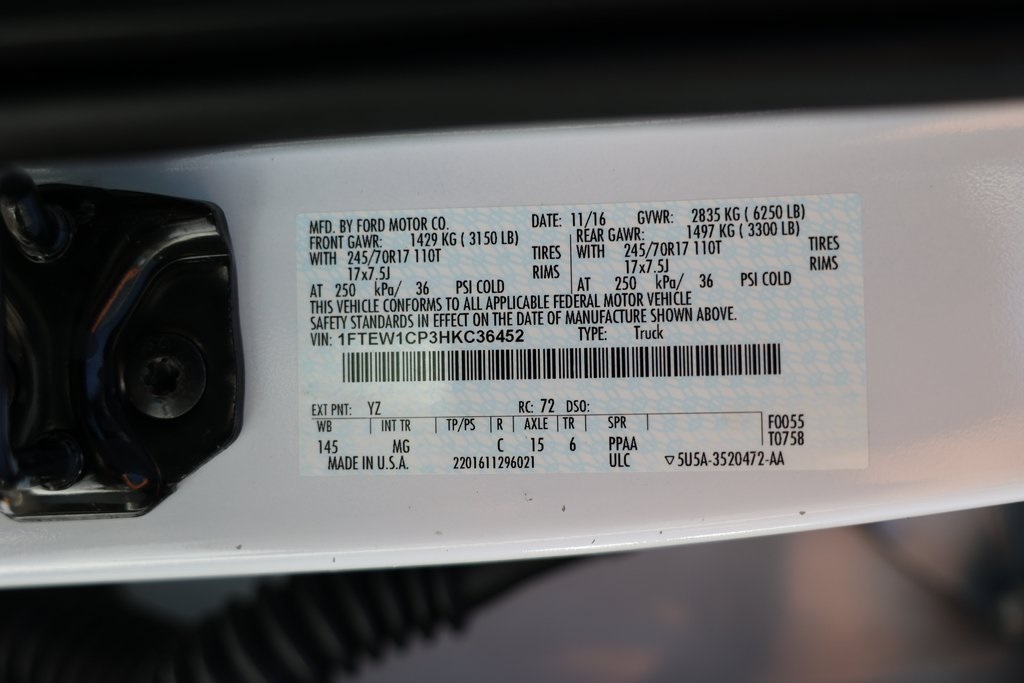 MFD. BY FORD MOTOR CO. DATE: 11/16 GVWR: 2835 KG ( 6250 LB)
FRONT GAWR: 1429 KG ( 3150 LB) REAR GAWR: 1497 KG ( 3300 LB)
WITH 245/70R17 110T TIRES WITH 245/70R17 110T TIRES
17x7.5J RIMS 17x7.5J RIMS
AT 250 kPa/ 36 PSI COLD AT 250 kPa/ 36 PSI COLD
THIS VEHICLE CONFORMS TO ALL APPLICABLE FEDERAL MOTOR VEHICLE
SAFETY STANDARDS IN EFFECT ON THE DATE OF MANUFACTURE SHOWN ABOVE.
VIN: 1FTEW1CP3HKC36452 TYPE: Truck
EXT PNT: YZ RC: 72 DSO:
WB INT TR TP/PS R AXLE TR SPR F0055
145 MG C 15 6 PPAA T0758
MADE IN U.S.A. 2201611296021 ULC ▽5U5A-3520472-AA